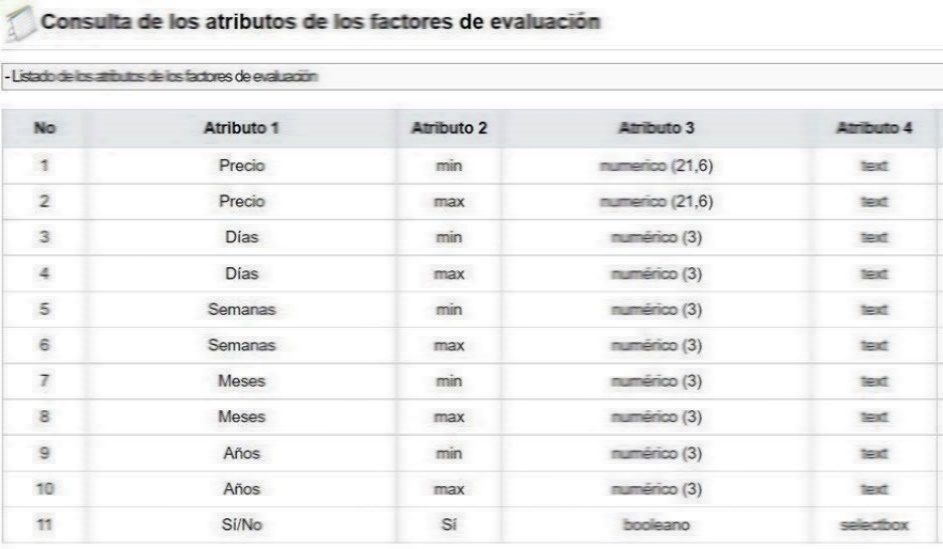 Consulta de los atributos de los factores de evaluación
- Listado de los atributos de los factores de evaluación
No Atributo 1 Atributo 2 Atributo 3 Atributo 4
1 Precio min numerico (21,6) text
2 Precio max numerico (21,6) text
3 Días min numérico (3) text
4 Días max numérico (3) text
5 Semanas min numérico (3) text
6 Semanas max numérico (3) text
7 Meses min numérico (3) text
8 Meses max numérico (3) text
9 Años min numérico (3) text
10 Años max numérico (3) text
11 Sí/No Sí booleano selectbox